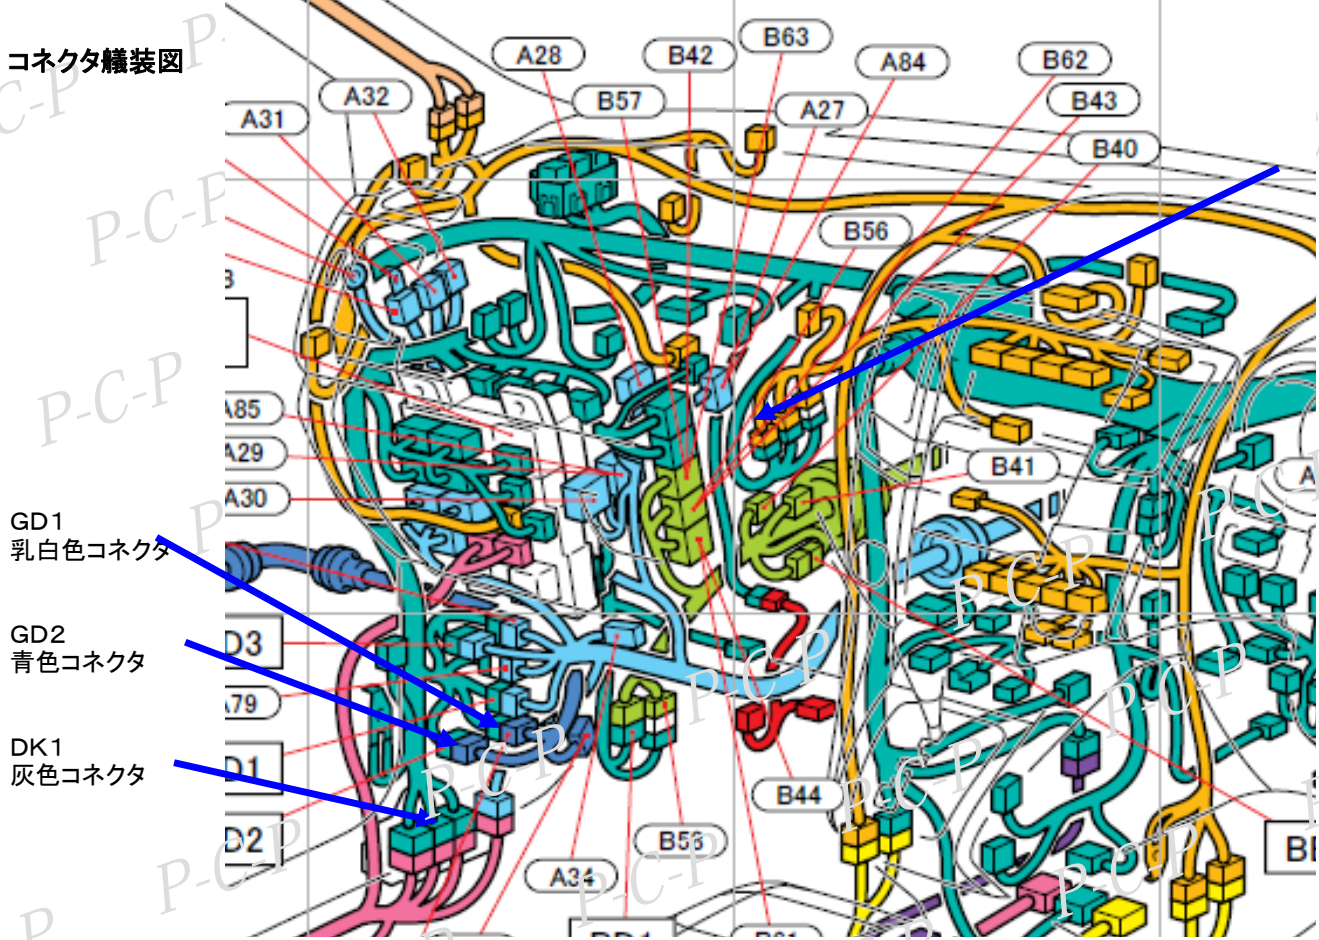 コネクタ艤装図
A28
B42
B63
A84
B62
A31
A32
B57
A27
B43
B40
B56
A85
A29
A30
B41
GD1
乳白色コネクタ
GD2
青色コネクタ
D3
A79
DK1
灰色コネクタ
D1
D2
B44
B58
A34
P-C-P
P-C-P
P-C-P
P-C-P
P-C-P
P-C-P
P-C-P
P-C-P
P-C-P
P-C-P